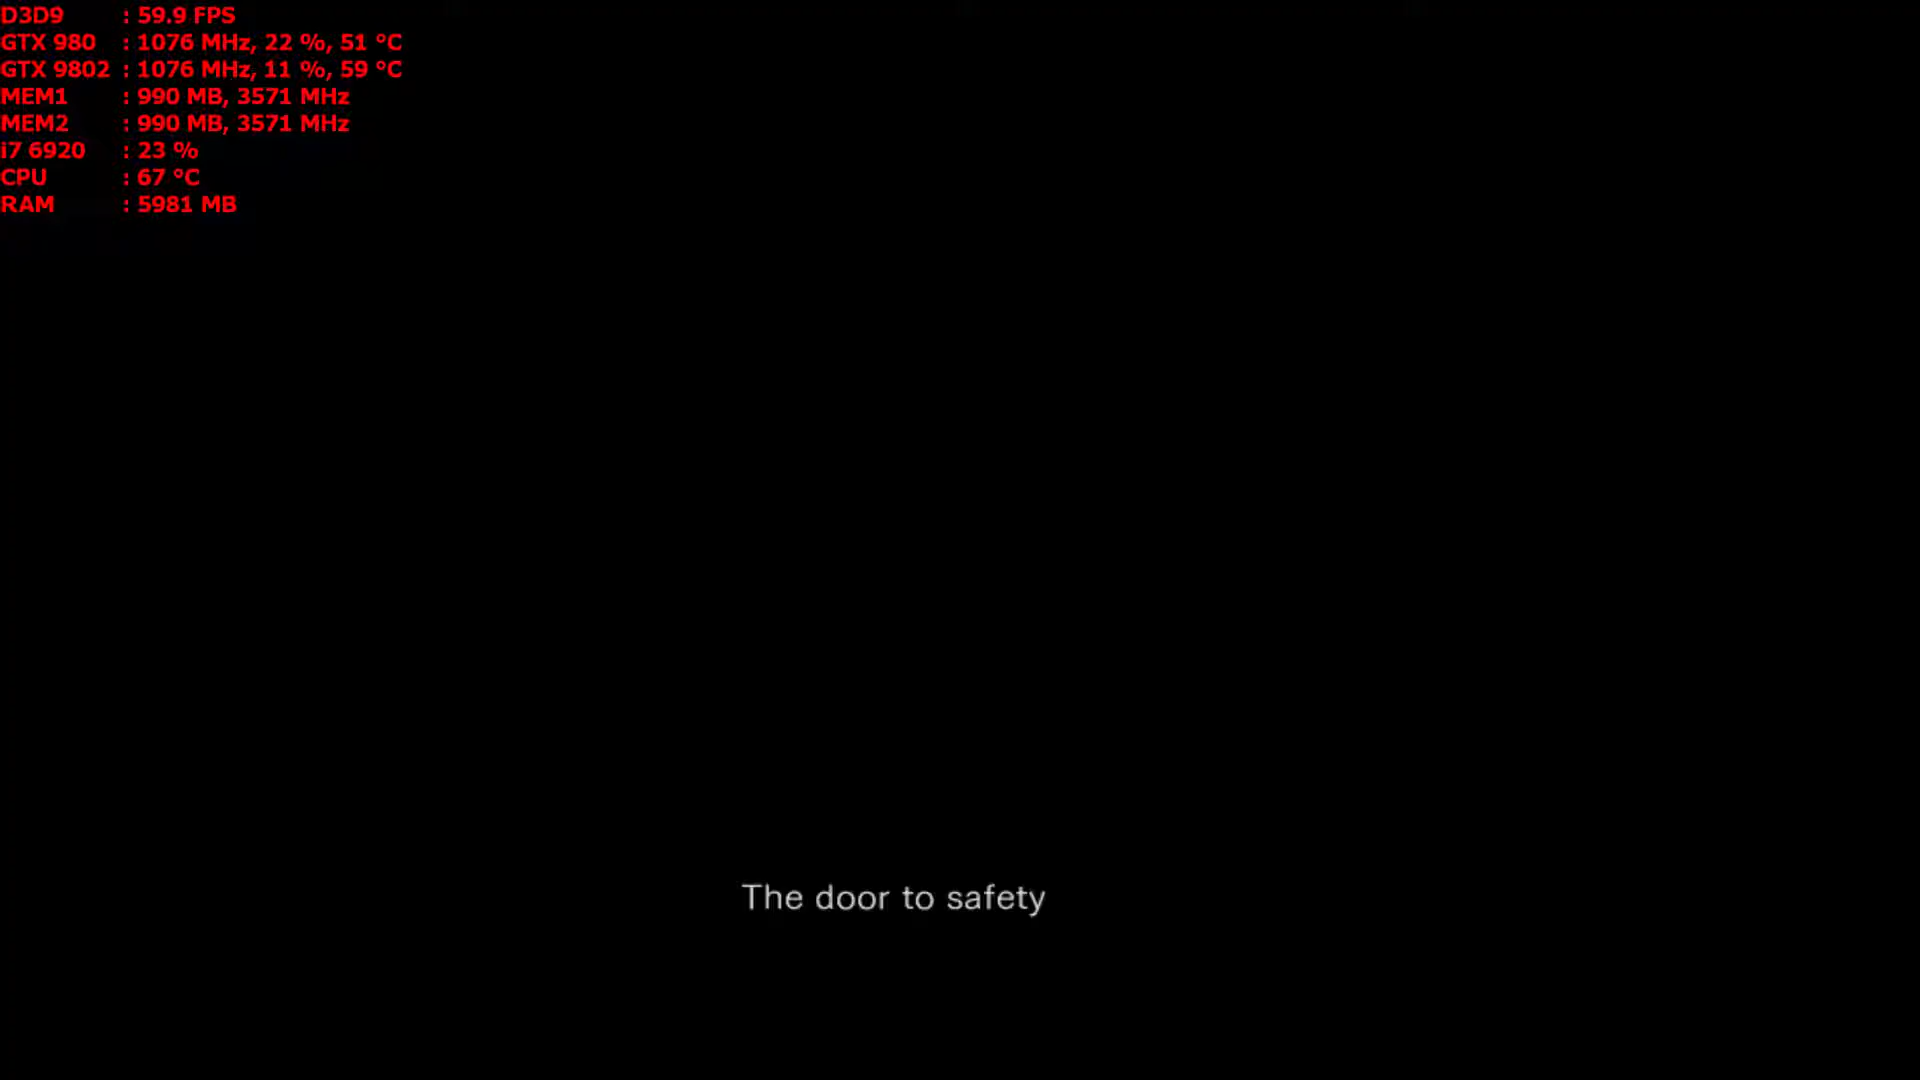 D3D9 : 59.9 FPS
GTX 980 : 1076 MHz, 22 %, 51 °C
GTX 9802 : 1076 MHz, 11 %, 59 °C
MEM1 : 990 MB, 3571 MHz
MEM2 : 990 MB, 3571 MHz
i7 6920 : 23 %
CPU : 67 °C
RAM : 5981 MB
The door to safety